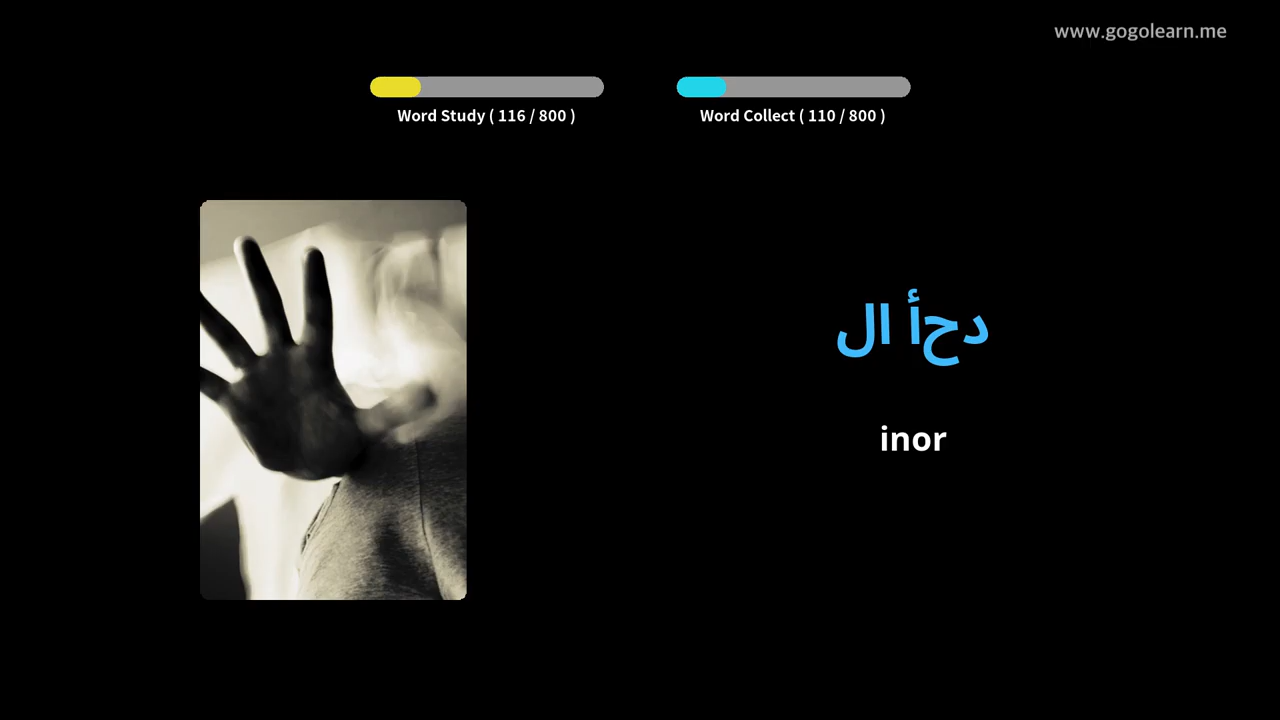 www.gogolearn.me
Word Study ( 116 / 800 )
Word Collect ( 110 / 800 )
دحأ ال
inor